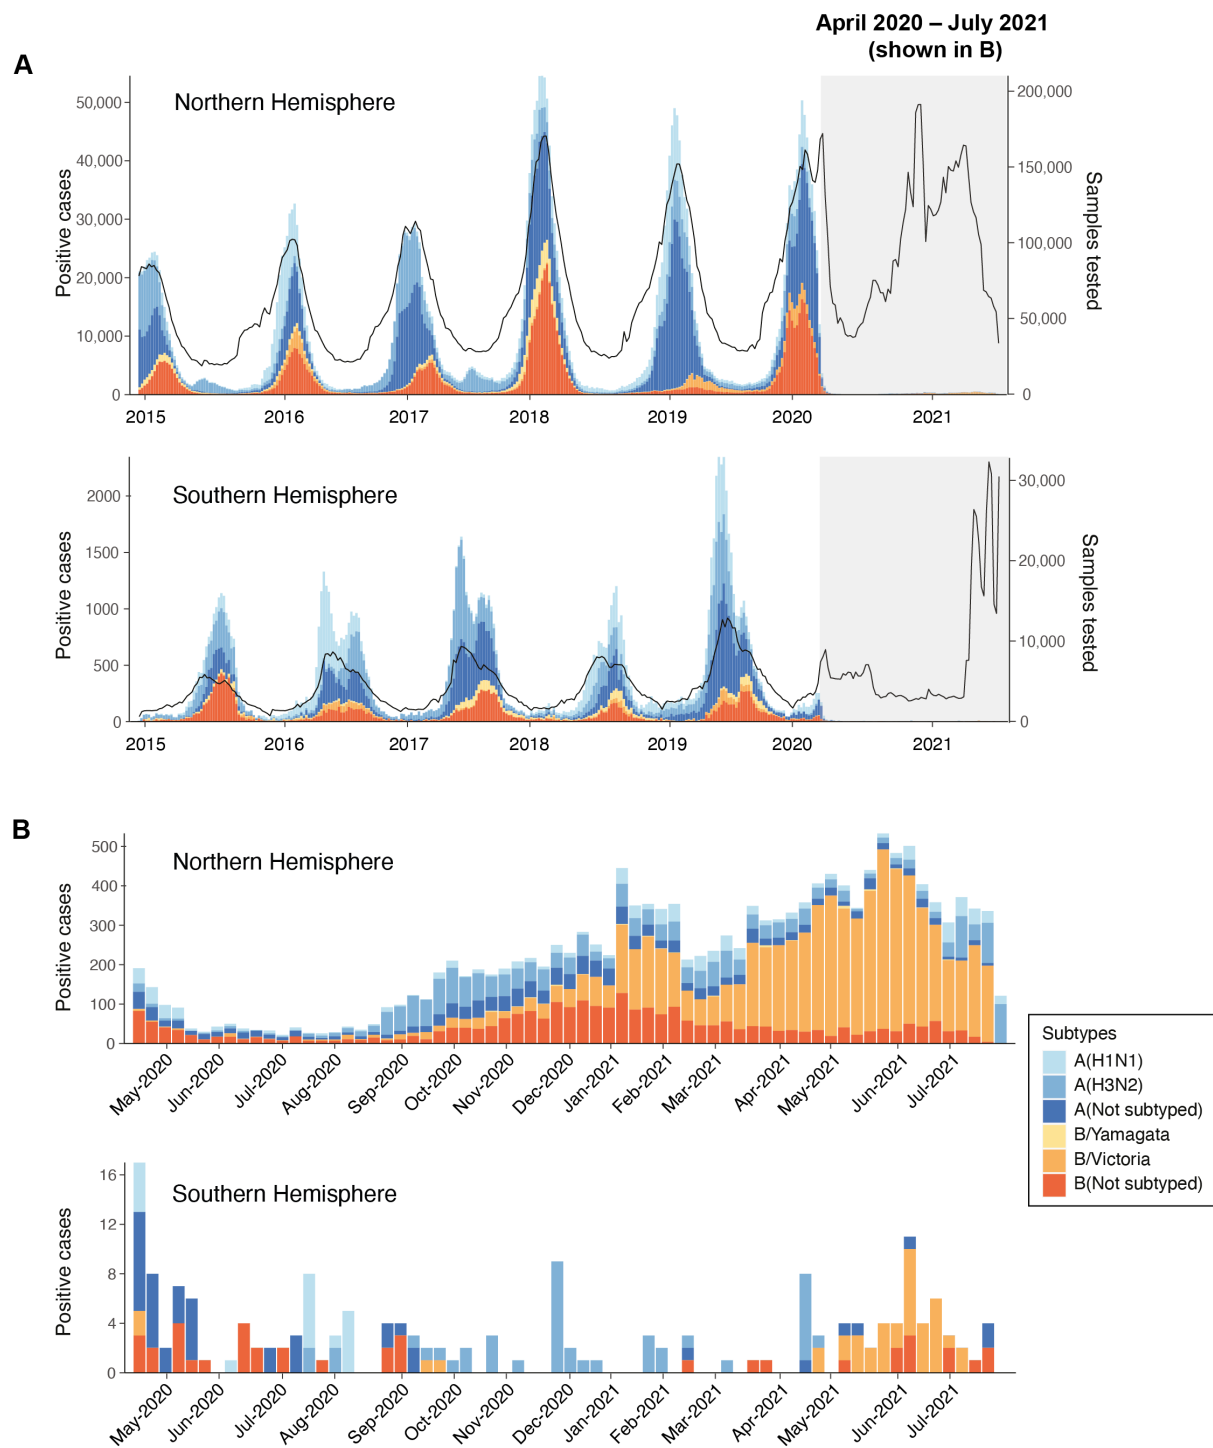 April 2020 – July 2021
(shown in B)
A
Northern Hemisphere
Positive cases
50,000
40,000
30,000
20,000
10,000
0
200,000
150,000
100,000
50,000
0
Samples tested
2015 2016 2017 2018 2019 2020 2021
Southern Hemisphere
Positive cases
2000
1500
1000
500
0
30,000
20,000
10,000
0
Samples tested
2015 2016 2017 2018 2019 2020 2021
B
Northern Hemisphere
Positive cases
500
400
300
200
100
0
May-2020 Jun-2020 Jul-2020 Aug-2020 Sep-2020 Oct-2020 Nov-2020 Dec-2020 Jan-2021 Feb-2021 Mar-2021 Apr-2021 May-2021 Jun-2021 Jul-2021
Subtypes
A(H1N1)
A(H3N2)
A(Not subtyped)
B/Yamagata
B/Victoria
B(Not subtyped)
Southern Hemisphere
Positive cases
16
12
8
4
0
May-2020 Jun-2020 Jul-2020 Aug-2020 Sep-2020 Oct-2020 Nov-2020 Dec-2020 Jan-2021 Feb-2021 Mar-2021 Apr-2021 May-2021 Jun-2021 Jul-2021